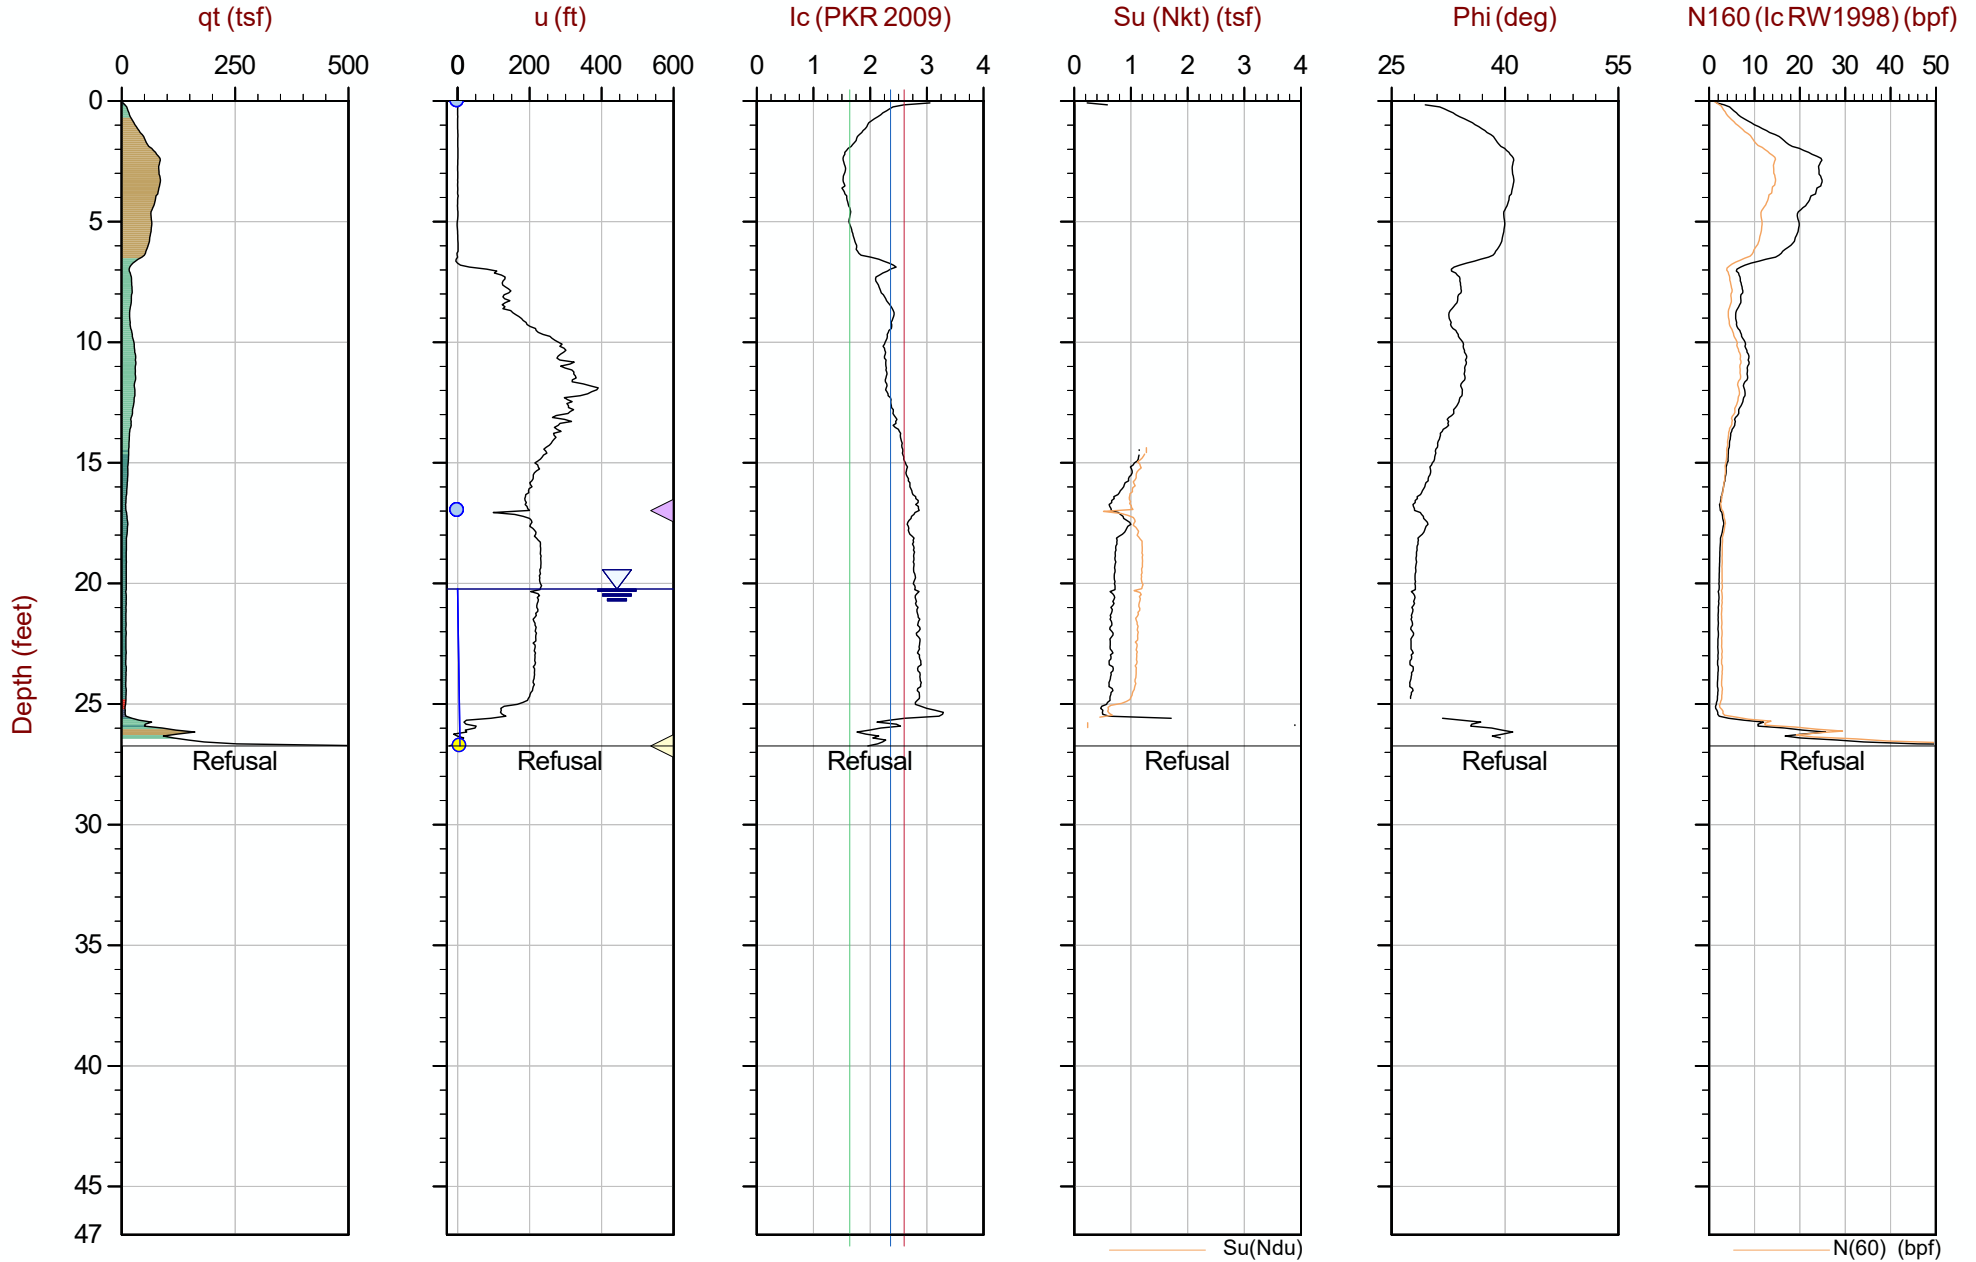 qt (tsf) u (ft) Ic (PKR 2009) Su (Nkt) (tsf) Phi (deg) N160 (Ic RW1998) (bpf)
0 250 500 0 200 400 600 0 1 2 3 4 0 1 2 3 4 25 40 55 0 10 20 30 40 50
0
5
10
15
20
25
Refusal Refusal Refusal Refusal Refusal Refusal
30
35
40
45
47
Depth (feet)
Su(Ndu) N(60) (bpf)